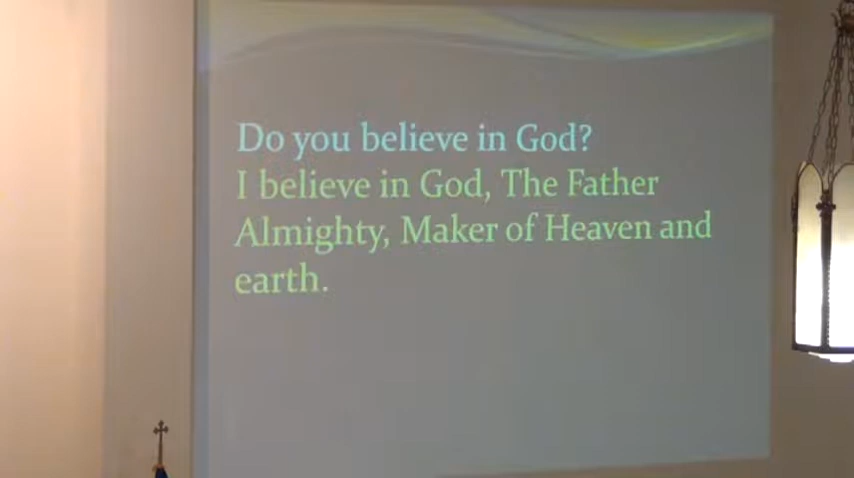 Do you believe in God?
I believe in God, The Father
Almighty, Maker of Heaven and
earth.